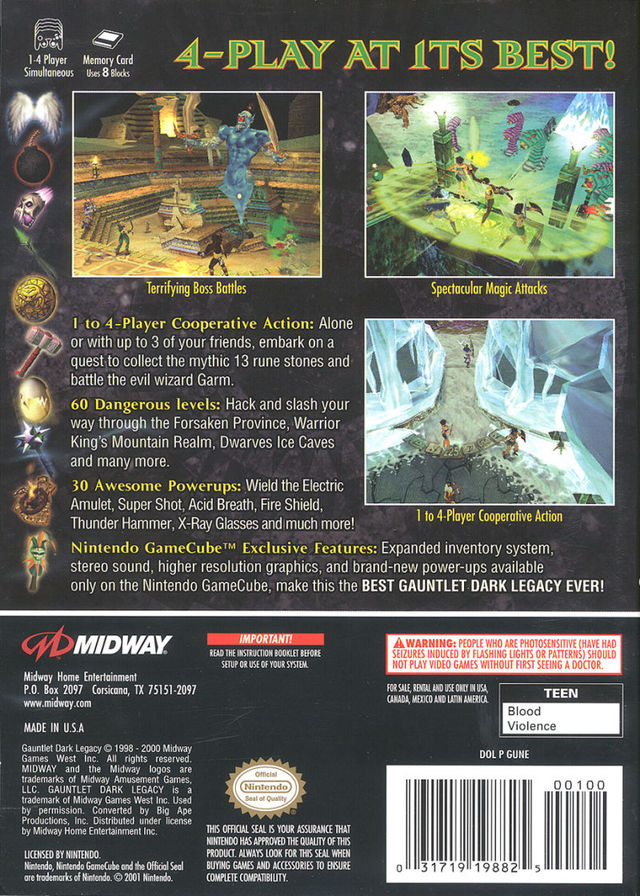 1-4 Player
Simultaneous
Memory Card
Uses 8 Blocks
4-PLAY AT ITS BEST!
Terrifying Boss Battles
Spectacular Magic Attacks
1 to 4-Player Cooperative Action: Alone
or with up to 3 of your friends, embark on a
quest to collect the mythic 13 rune stones and
battle the evil wizard Garm.
60 Dangerous levels: Hack and slash your
way through the Forsaken Province, Warrior
King's Mountain Realm, Dwarves Ice Caves
and many more.
30 Awesome Powerups: Wield the Electric
Amulet, Super Shot, Acid Breath, Fire Shield,
Thunder Hammer, X-Ray Glasses and much more!
1 to 4-Player Cooperative Action
Nintendo GameCube™ Exclusive Features: Expanded inventory system,
stereo sound, higher resolution graphics, and brand-new power-ups available
only on the Nintendo GameCube, make this the BEST GAUNTLET DARK LEGACY EVER!
MIDWAY®
Midway Home Entertainment
P.O. Box 2097 Corsicana, TX 75151-2097
www.midway.com
MADE IN U.S.A
Gauntlet Dark Legacy © 1998 - 2000 Midway
Games West Inc. All rights reserved.
MIDWAY and the Midway logos are
trademarks of Midway Amusement Games,
LLC. GAUNTLET DARK LEGACY is a
trademark of Midway Games West Inc. Used
by permission. Converted by Big Ape
Productions, Inc. Distributed under license
by Midway Home Entertainment Inc.
LICENSED BY NINTENDO.
Nintendo, Nintendo GameCube and the Official Seal
are trademarks of Nintendo. © 2001 Nintendo.
IMPORTANT!
READ THE INSTRUCTION BOOKLET BEFORE
SETUP OR USE OF YOUR SYSTEM.
Official
Nintendo
Seal of Quality
THIS OFFICIAL SEAL IS YOUR ASSURANCE THAT
NINTENDO HAS APPROVED THE QUALITY OF THIS
PRODUCT. ALWAYS LOOK FOR THIS SEAL WHEN
BUYING GAMES AND ACCESSORIES TO ENSURE
COMPLETE COMPATIBILITY.
WARNING: PEOPLE WHO ARE PHOTOSENSITIVE (HAVE HAD
SEIZURES INDUCED BY FLASHING LIGHTS OR PATTERNS) SHOULD
NOT PLAY VIDEO GAMES WITHOUT FIRST SEEING A DOCTOR.
FOR SALE, RENTAL AND USE ONLY IN USA,
CANADA, MEXICO AND LATIN AMERICA.
TEEN
Blood
Violence
DOL P GUNE
00100
0 31719 19882 5